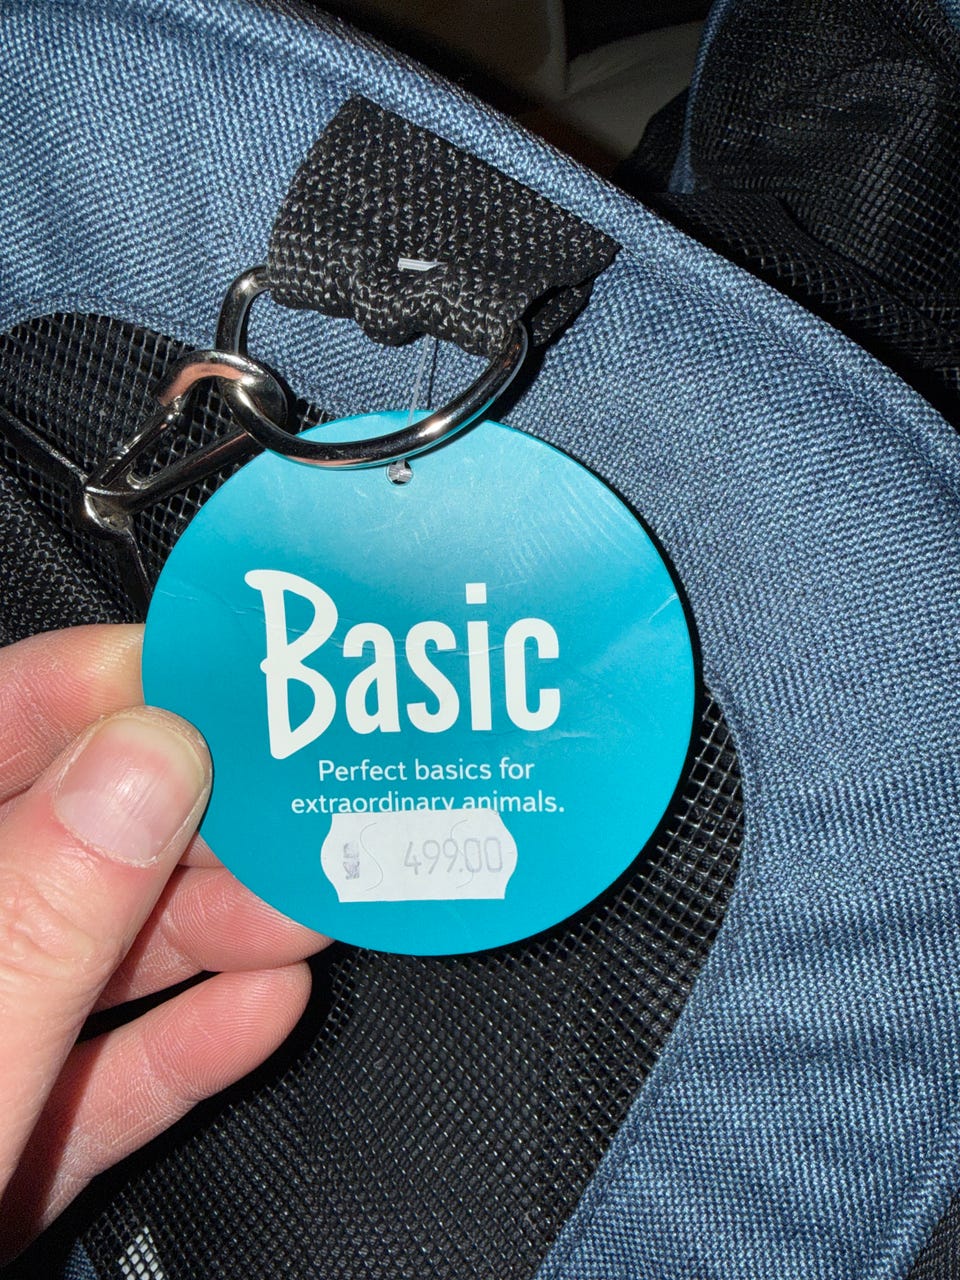 Basic
Perfect basics for
extraordinary animals.
499.00